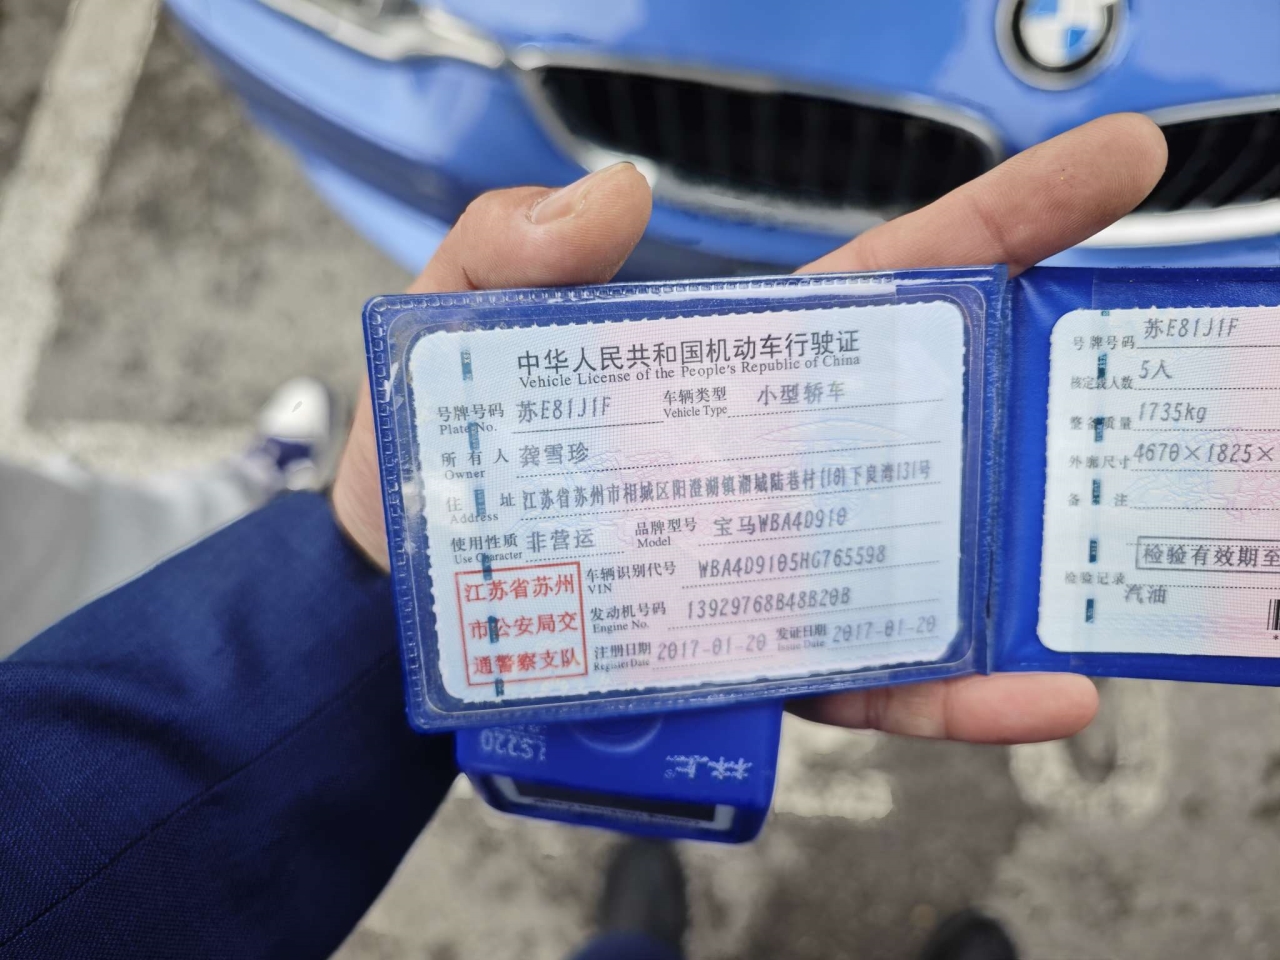 中华人民共和国机动车行驶证
Vehicle License of the People's Republic of China
号牌号码 苏E81J1F 车辆类型 小型轿车
Plate No. Vehicle Type
所有人 龚雪珍
Owner
住址 江苏省苏州市相城区阳澄湖镇湘城陆巷村(10)下良湾131号
Address
使用性质 非营运 品牌型号 宝马WBA4D910
Use Character Model
车辆识别代号 WBA4D9105HG765598
VIN
发动机号码 13929768B48B20B
Engine No.
注册日期 2017-01-20 发证日期 2017-01-20
Register Date Issue Date
江苏省苏州
市公安局交
通警察支队
号牌号码 苏E81J1F
核定载人数 5人
整备质量 1735kg
外廓尺寸 4670×1825×
备注
检验有效期至
检验记录
汽油
LS220
林上